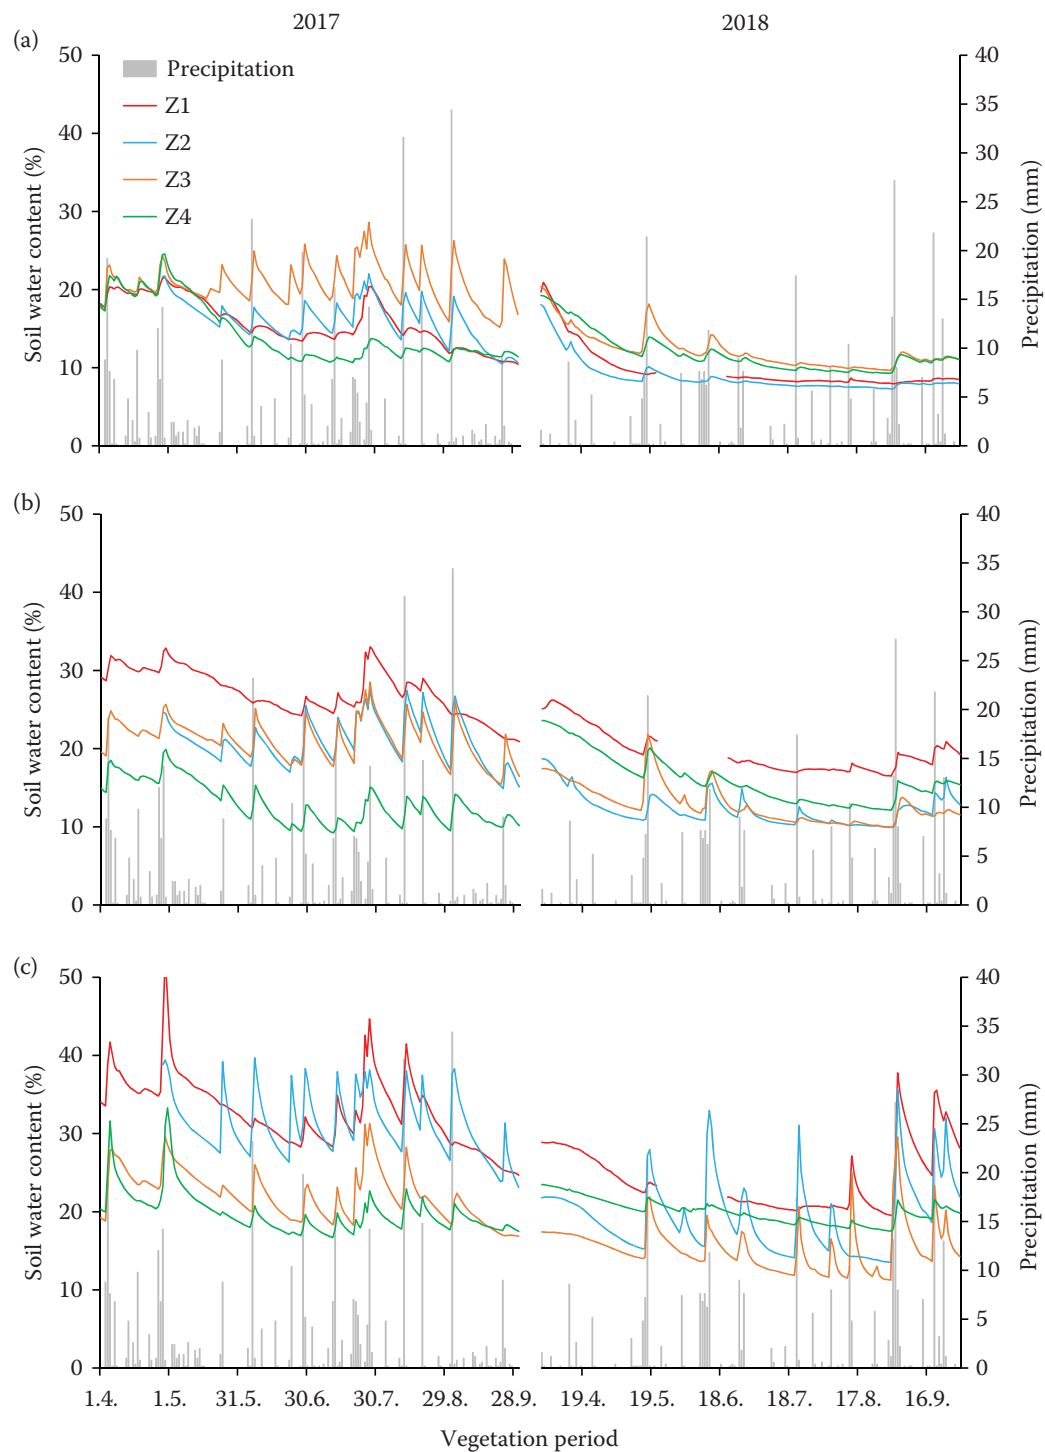 2017 2018
(a)
50 40
Precipitation
Z1
Z2
Z3
Z4
40 35
30 30
20 25
10 20
0 15
10
5
0
Soil water content (%)
Precipitation (mm)
(b)
50 40
40 35
30 30
20 25
10 20
0 15
10
5
0
Soil water content (%)
Precipitation (mm)
(c)
50 40
40 35
30 30
20 25
10 20
0 15
10
5
0
Soil water content (%)
Precipitation (mm)
1.4. 1.5. 31.5. 30.6. 30.7. 29.8. 28.9. 19.4. 19.5. 18.6. 18.7. 17.8. 16.9.
Vegetation period